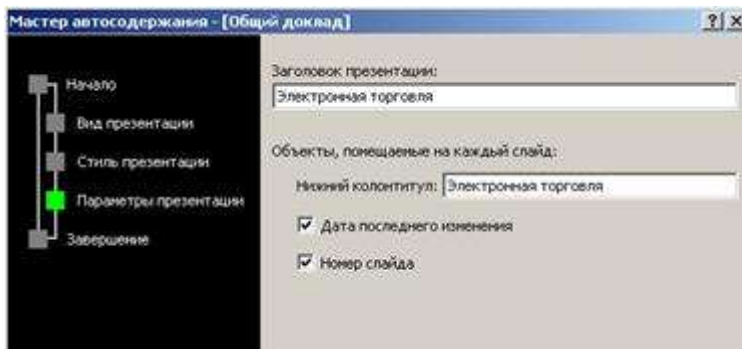 Мастер автосодержания - [Общий доклад]
Начало
Вид презентации
Стиль презентации
Параметры презентации
Завершение
Заголовок презентации:
Электронная торговля
Объекты, помещаемые на каждый слайд:
Нижний колонтитул: Электронная торговля
Дата последнего изменения
Номер слайда